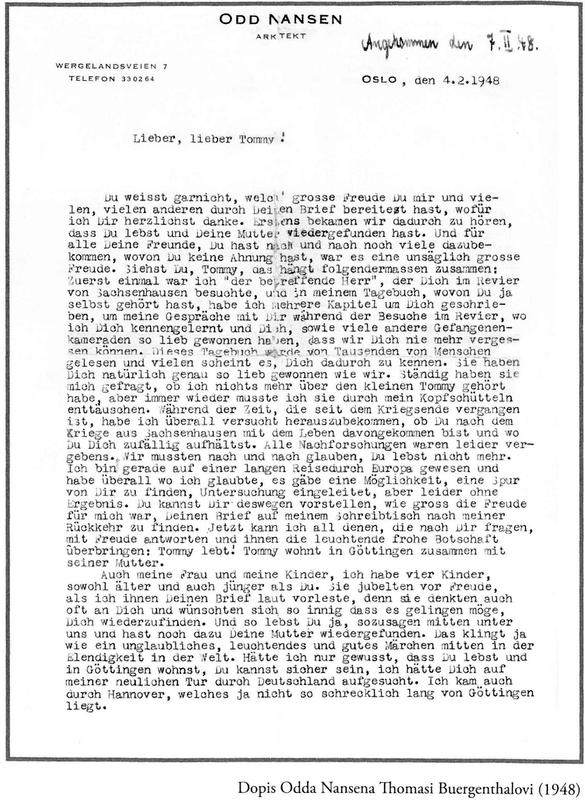 ODD NANSEN
ARKTEKT
Angekommen den 7.II.48.
WERGELANDSVEIEN 7
TELEFON 330264
OSLO, den 4.2.1948
Lieber, lieber Tommy!
Du weisst garnicht, welch' grosse Freude Du mir und vie-
len, vielen anderen durch Deinen Brief bereitest hast, wofür
ich Dir herzlichst danke. Erstens bekamen wir dadurch zu hören,
dass Du lebst und Deine Mutter wiedergefunden hast. Und für
alle Deine Freunde, Du hast nach und nach noch viele dazube-
kommen, wovon Du keine Ahnung hast, war es eine unsäglich grosse
Freude. Siehst Du, Tommy, das hängt folgendermassen zusammen:
Zuerst einmal war ich "der betreffende Herr", der Dich im Revier
von Sachsenhausen besuchte, und in meinem Tagebuch, wovon Du ja
selbst gehört hast, habe ich mehrere Kapitel um Dich geschrie-
ben, um meine Gespräche mit Dir während der Besuche im Revier, wo
ich Dich kennengelernt und Dich, sowie viele andere Gefangenen-
kameraden so lieb gewonnen haben, dass wir Dich nie mehr verges-
sen können. Dieses Tagebuch wurde von Tausenden von Menschen
gelesen und vielen scheint es, Dich dadurch zu kennen. Sie haben
Dich natürlich genau so lieb gewonnen wie wir. Ständig haben sie
mich gefragt, ob ich nichts mehr über den kleinen Tommy gehört
habe, aber immer wieder musste ich sie durch mein Kopfschütteln
enttäuschen. Während der Zeit, die seit dem Kriegsende vergangen
ist, habe ich überall versucht herauszubekommen, ob Du nach dem
Kriege aus Sachsenhausen mit dem Leben davongekommen bist und wo
Du Dich zufällig aufhältst. Alle Nachforschungen waren leider ver-
gebens. Wir mussten nach und nach glauben, Du lebst nicht mehr.
Ich bin gerade auf einer langen Reisedurch Europa gewesen und
habe überall wo ich glaubte, es gäbe eine Möglichkeit, eine Spur
von Dir zu finden, Untersuchung eingeleitet, aber leider ohne
Ergebnis. Du kannst Dir deswegen vorstellen, wie gross die Freude
für mich war, Deinen Brief auf meinem Schreibtisch nach meiner
Rückkehr zu finden. Jetzt kann ich all denen, die nach Dir fragen,
mit Freude antworten und ihnen die leuchtende frohe Botschaft
überbringen: Tommy lebt! Tommy wohnt in Göttingen zusammen mit
seiner Mutter.
Auch meine Frau und meine Kinder, ich habe vier Kinder,
sowohl älter und auch jünger als Du. Sie jubelten vor Freude,
als ich ihnen Deinen Brief laut vorleste, denn sie denkten auch
oft an Dich und wünschten sich so innig dass es gelingen möge,
Dich wiederzufinden. Und so lebst Du ja, sozusagen mitten unter
uns und hast noch dazu Deine Mutter wiedergefunden. Das klingt ja
wie ein unglaubliches, leuchtendes und gutes Märchen mitten in der
Elendigkeit in der Welt. Hätte ich nur gewusst, dass Du lebst und
in Göttingen wohnst, Du kannst sicher sein, ich hätte Dich auf
meiner neulichen Tur durch Deutschland aufgesucht. Ich kam auch
durch Hannover, welches ja nicht so schrecklich lang von Göttingen
liegt.
Dopis Odda Nansena Thomasi Buergenthalovi (1948)